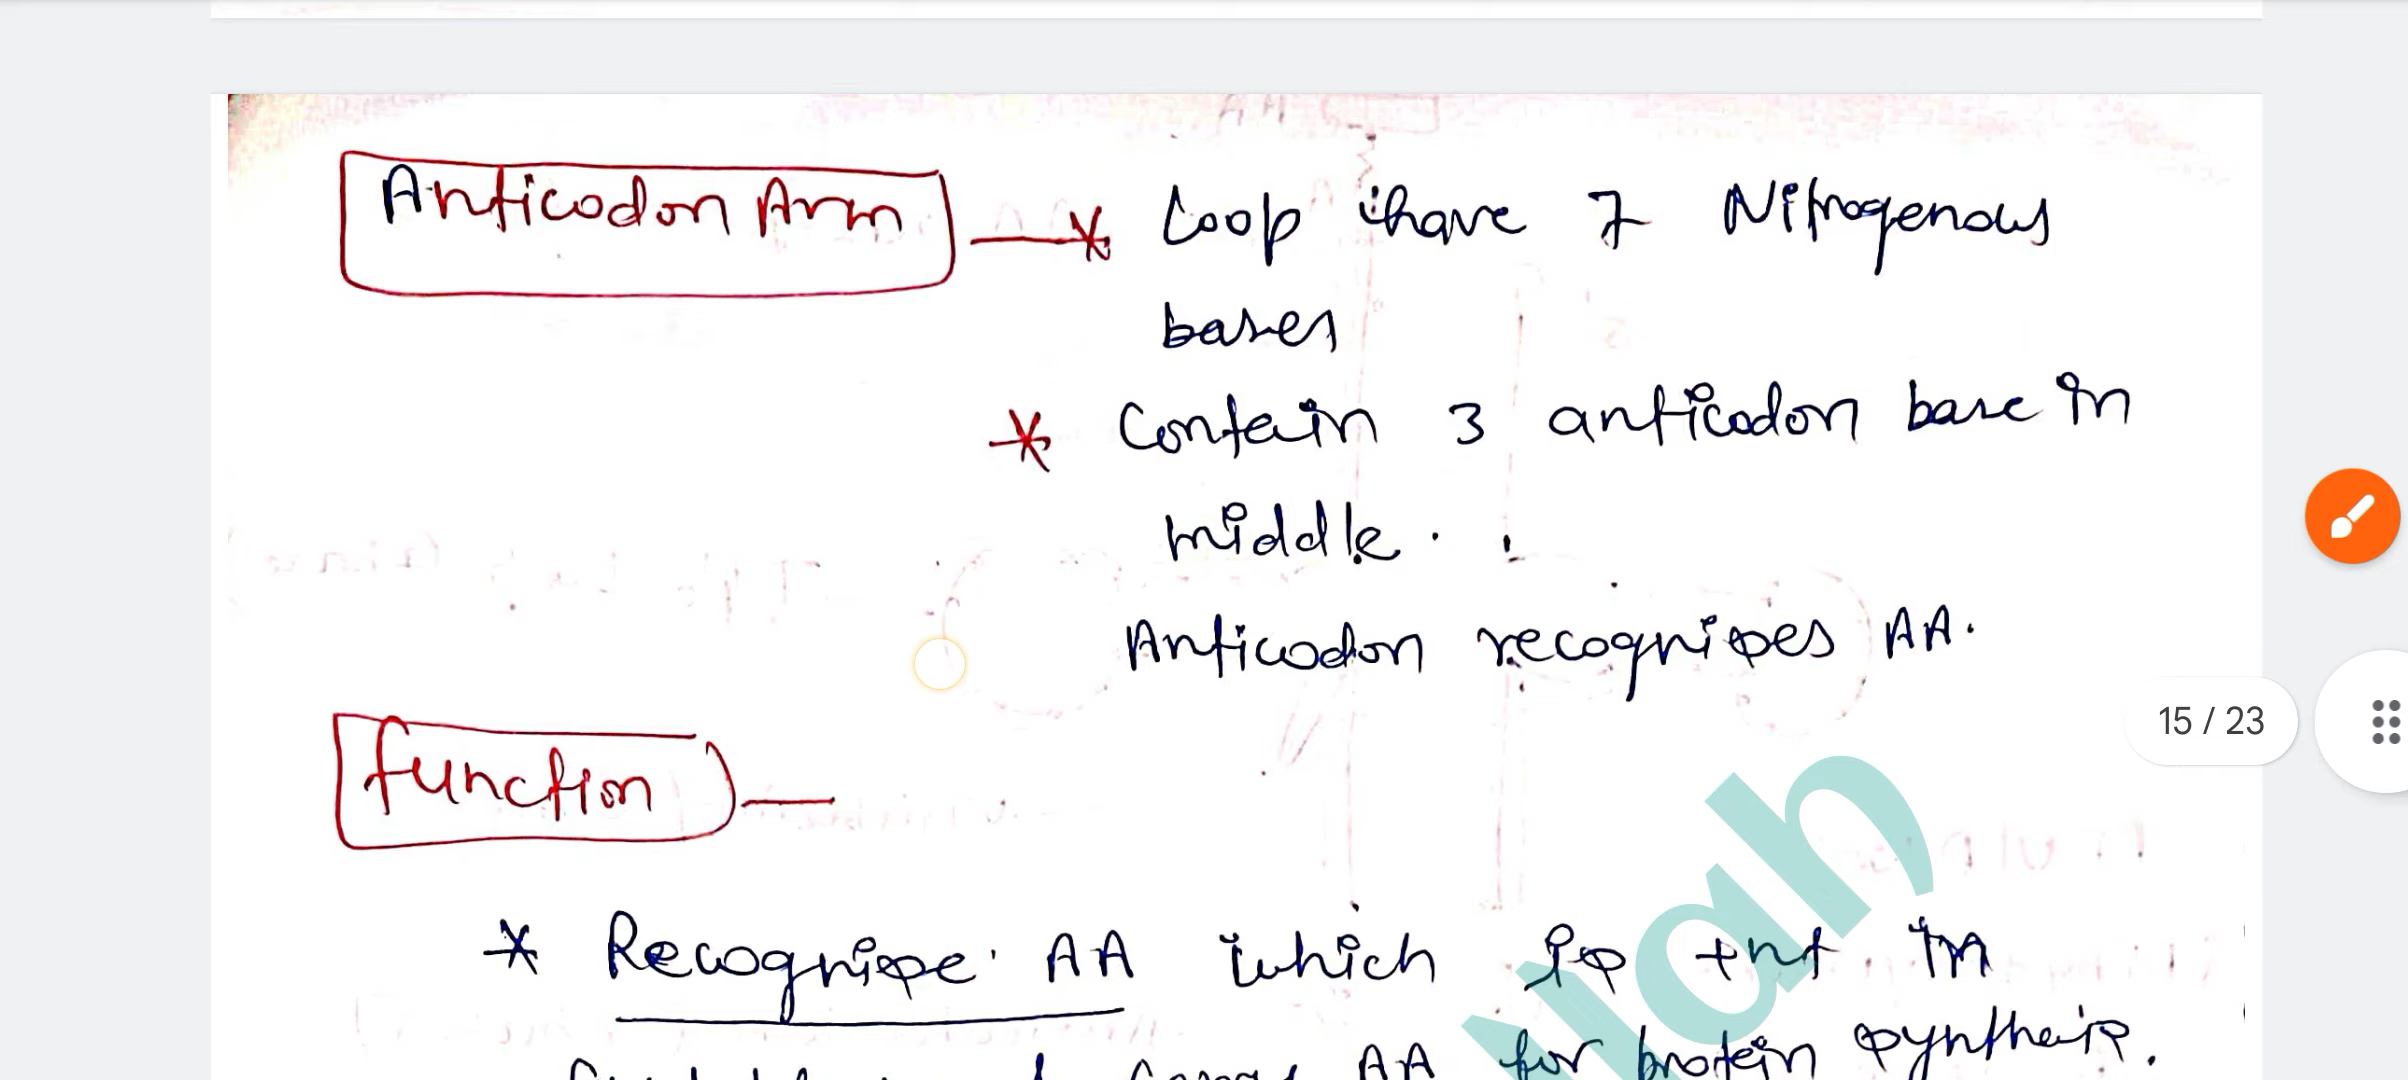 Anticodon Arm — * Loop have 7 Nitrogenous
bases
* Contain 3 anticodon base in
middle.
Anticodon recognises AA.
15 / 23
function —
* Recognise AA which is in
AA for protein synthesis.